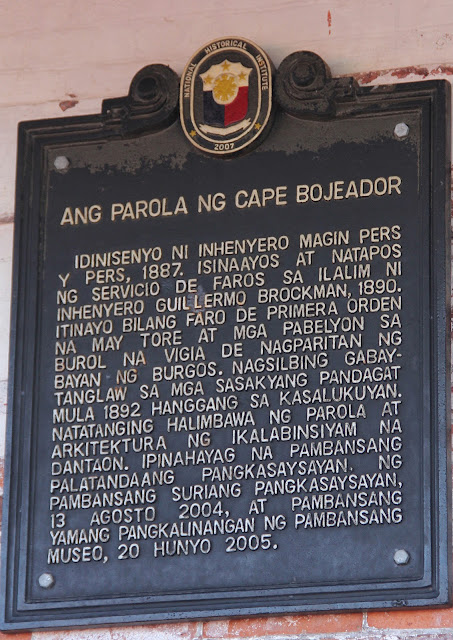 NATIONAL HISTORICAL INSTITUTE
2007
ANG PAROLA NG CAPE BOJEADOR
IDINISENYO NI INHENYERO MAGIN PERS
Y PERS, 1887. ISINAAYOS AT NATAPOS
NG SERVICIO DE FAROS SA ILALIM NI
INHENYERO GUILLERMO BROCKMAN, 1890.
ITINAYO BILANG FARO DE PRIMERA ORDEN
NA MAY TORE AT MGA PABELYON SA
BUROL NA VIGIA DE NAGPARITAN NG
BAYAN NG BURGOS. NAGSILBING GABAY-
TANGLAW SA MGA SASAKYANG PANDAGAT
MULA 1892 HANGGANG SA KASALUKUYAN.
NATATANGING HALIMBAWA NG PAROLA AT
ARKITEKTURA NG IKALABINSIYAM NA
DANTAON. IPINAHAYAG NA PAMBANSANG
PALATANDAANG PANGKASAYSAYAN, NG
PAMBANSANG SURIANG PANGKASAYSAYAN,
13 AGOSTO 2004, AT PAMBANSANG
YAMANG PANGKALINANGAN NG PAMBANSANG
MUSEO, 20 HUNYO 2005.